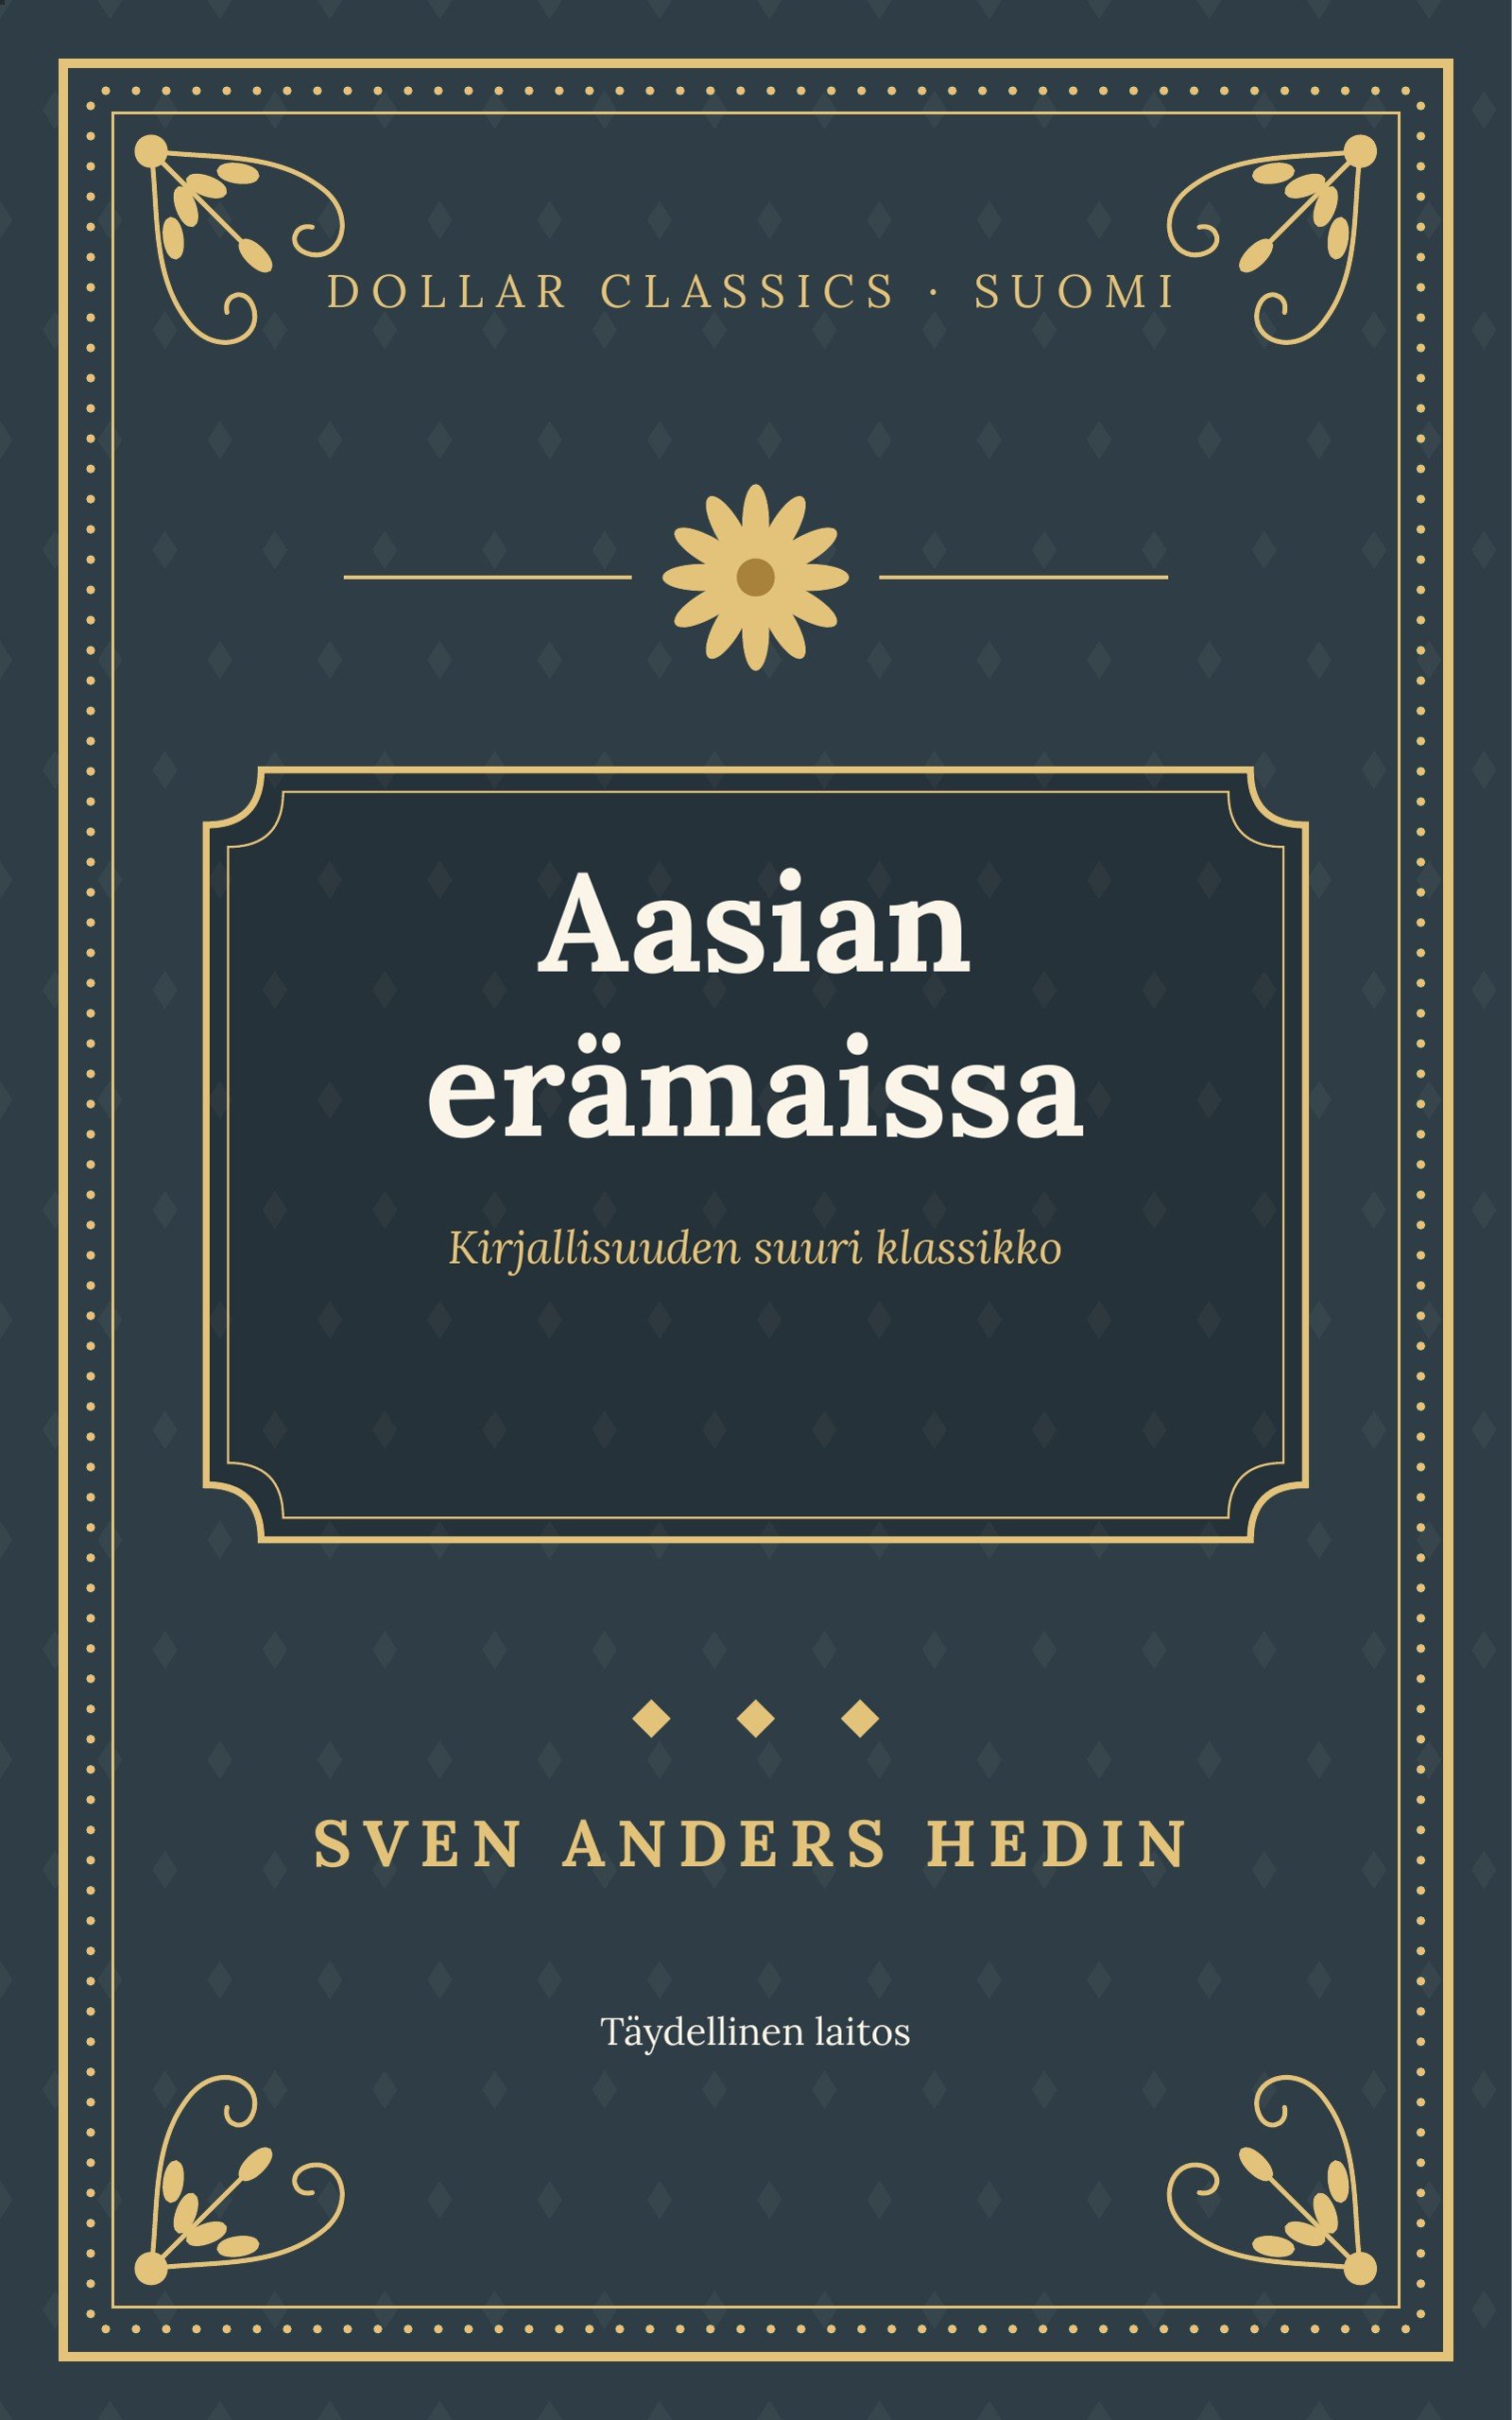 DOLLAR CLASSICS · SUOMI
Aasian
erämaissa
Kirjallisuuden suuri klassikko
SVEN ANDERS HEDIN
Täydellinen laitos